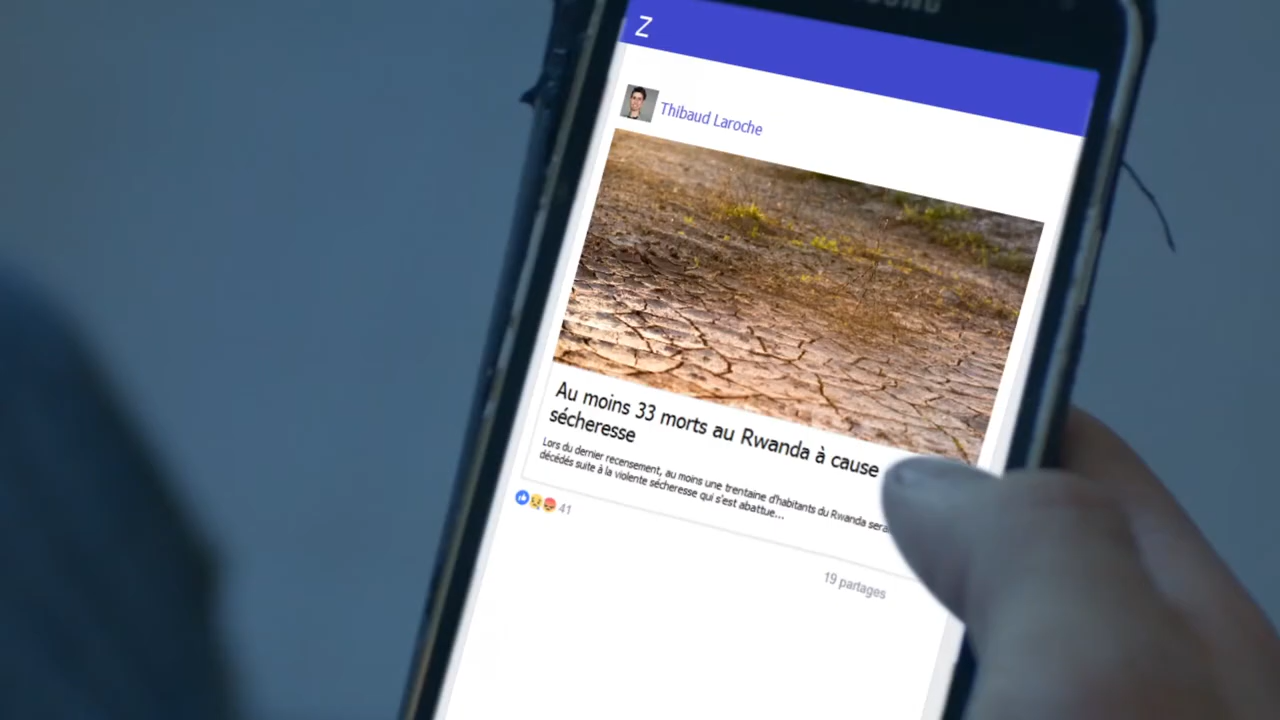 Z
Thibaud Laroche
Au moins 33 morts au Rwanda à cause
sécheresse
Lors du dernier recensement, au moins une trentaine d'habitants du Rwanda
décédés suite à la violente sécheresse qui s'est abattue...
41
19 partages